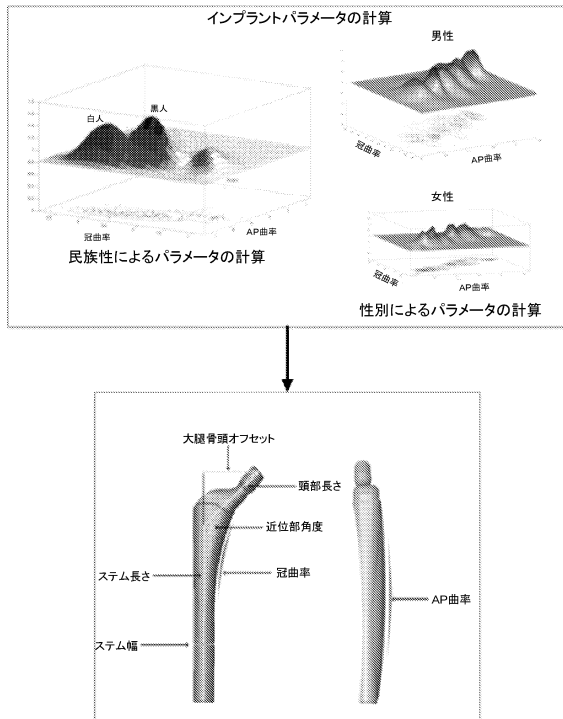 インプラントパラメータの計算
男性
白人
黒人
冠曲率
AP曲率
冠曲率
AP曲率
民族性によるパラメータの計算
女性
冠曲率
AP曲率
性別によるパラメータの計算
大腿骨頭オフセット
頸部長さ
近位部角度
ステム長さ
冠曲率
AP曲率
ステム幅